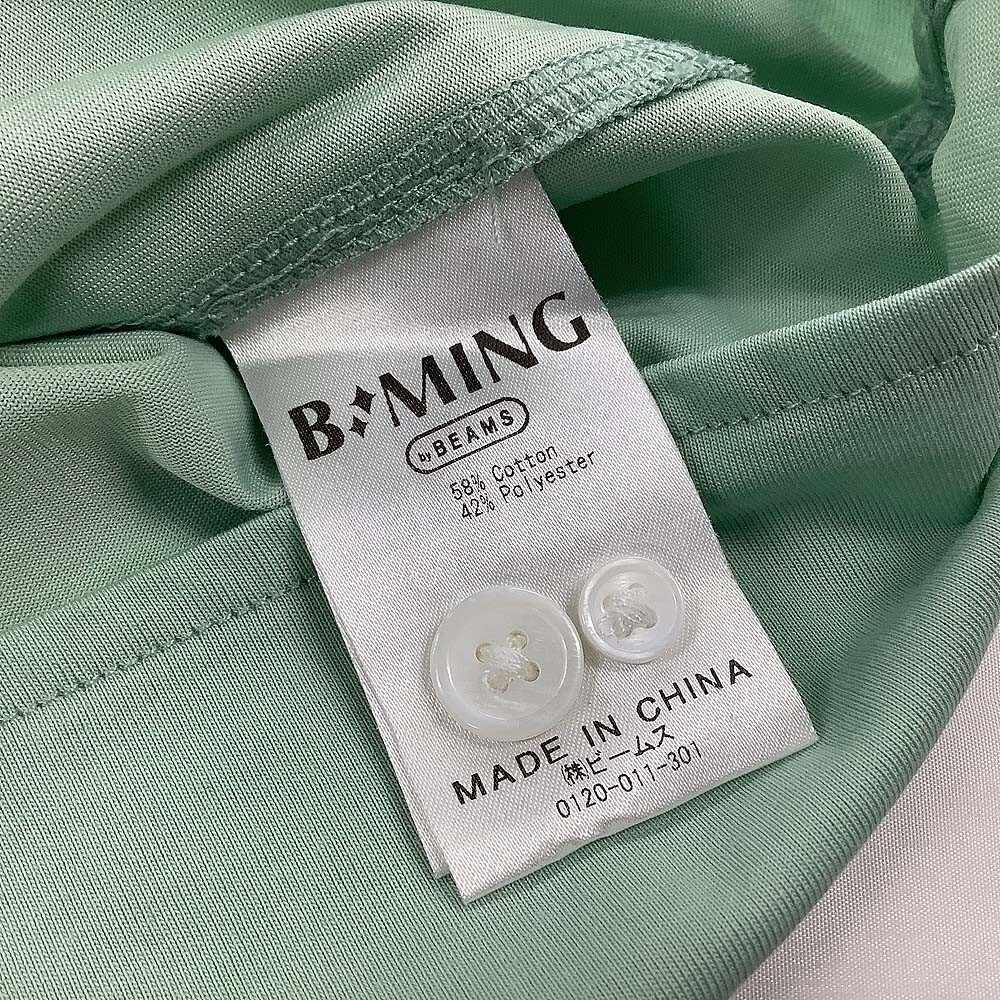 B MING
by BEAMS
58% Cotton
42% Polyester
MADE IN CHINA
㈱ビームス
0120-011-301